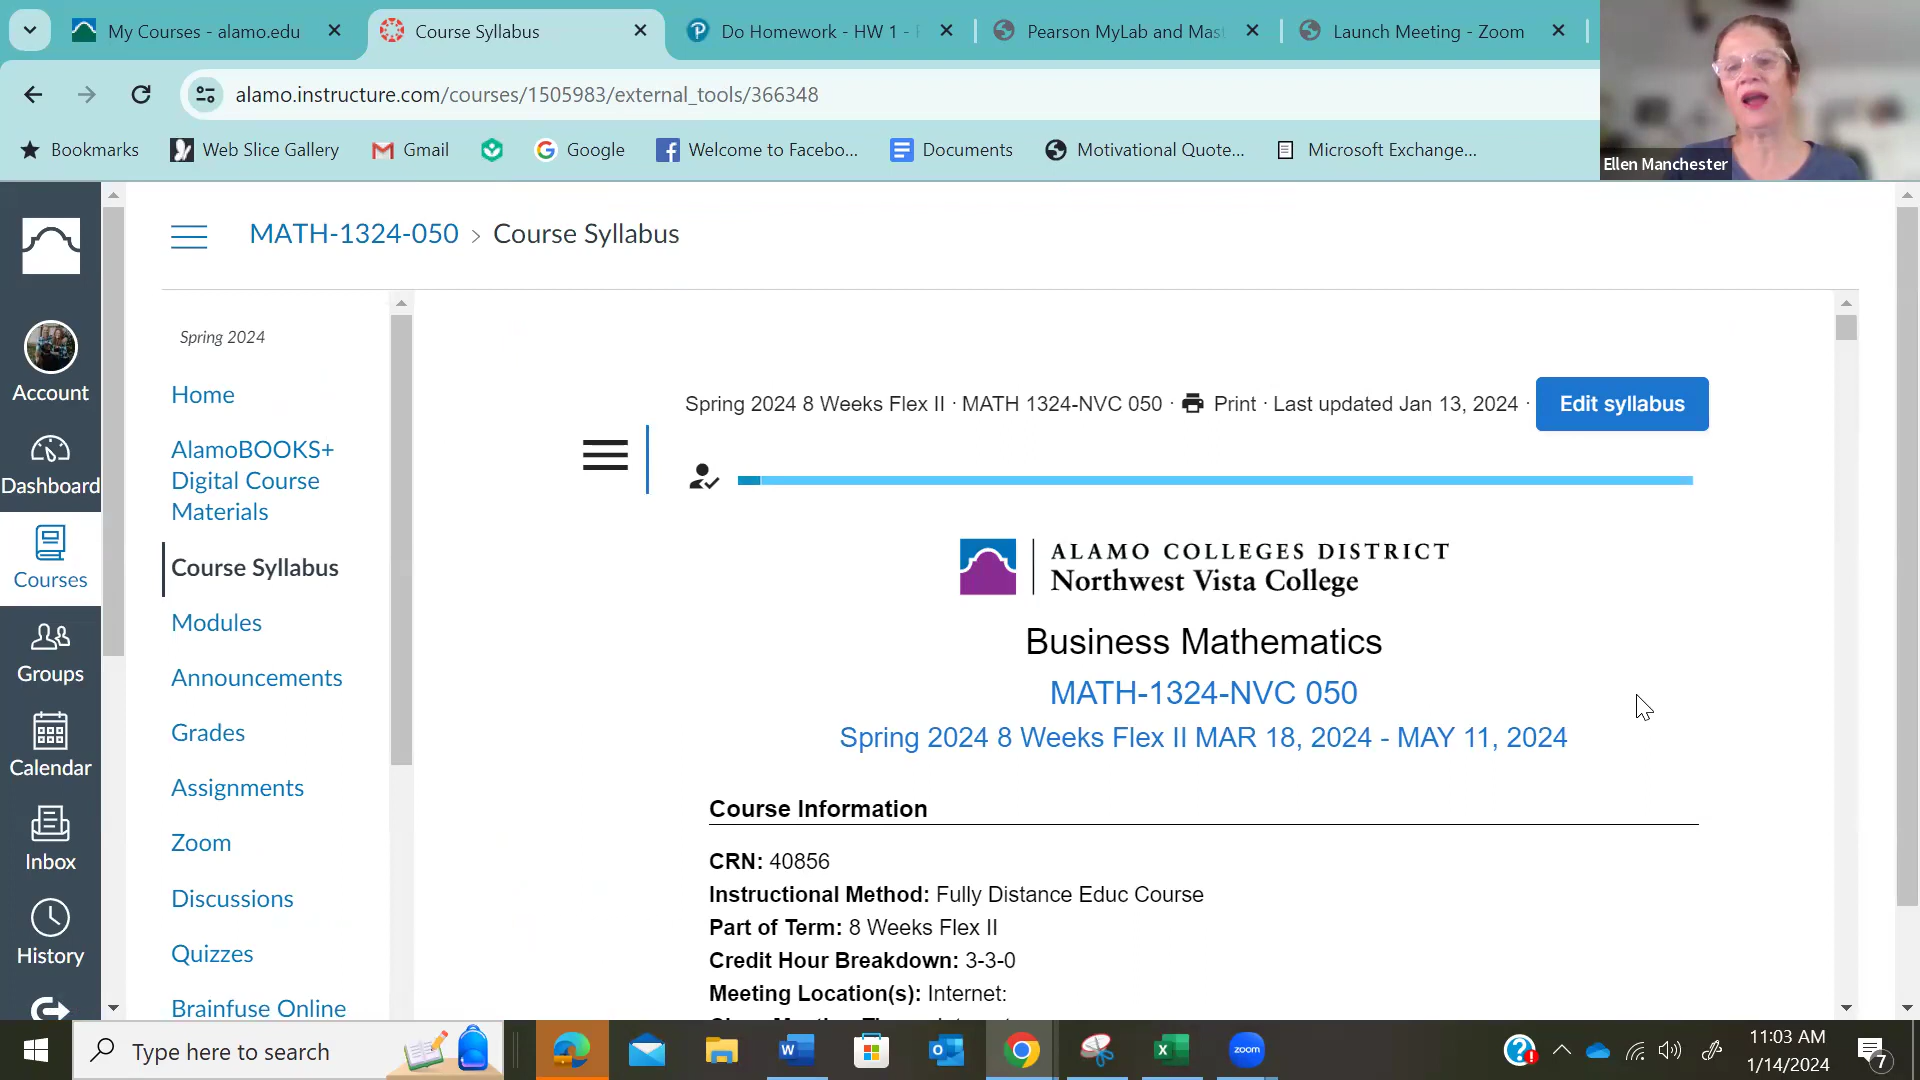 My Courses - alamo.edu
Course Syllabus
Do Homework - HW 1 -
Pearson MyLab and Mas
Launch Meeting - Zoom
alamo.instructure.com/courses/1505983/external_tools/366348
Bookmarks
Web Slice Gallery
Gmail
Google
Welcome to Facebo...
Documents
Motivational Quote...
Microsoft Exchange...
Ellen Manchester
MATH-1324-050 > Course Syllabus
Account
Dashboard
Courses
Groups
Calendar
Inbox
History
Spring 2024
Home
AlamoBOOKS+
Digital Course
Materials
Course Syllabus
Modules
Announcements
Grades
Assignments
Zoom
Discussions
Quizzes
Brainfuse Online
Spring 2024 8 Weeks Flex II · MATH 1324-NVC 050 · Print · Last updated Jan 13, 2024 ·
Edit syllabus
ALAMO COLLEGES DISTRICT
Northwest Vista College
Business Mathematics
MATH-1324-NVC 050
Spring 2024 8 Weeks Flex II MAR 18, 2024 - MAY 11, 2024
Course Information
CRN: 40856
Instructional Method: Fully Distance Educ Course
Part of Term: 8 Weeks Flex II
Credit Hour Breakdown: 3-3-0
Meeting Location(s): Internet:
Type here to search
zoom
11:03 AM
1/14/2024
7